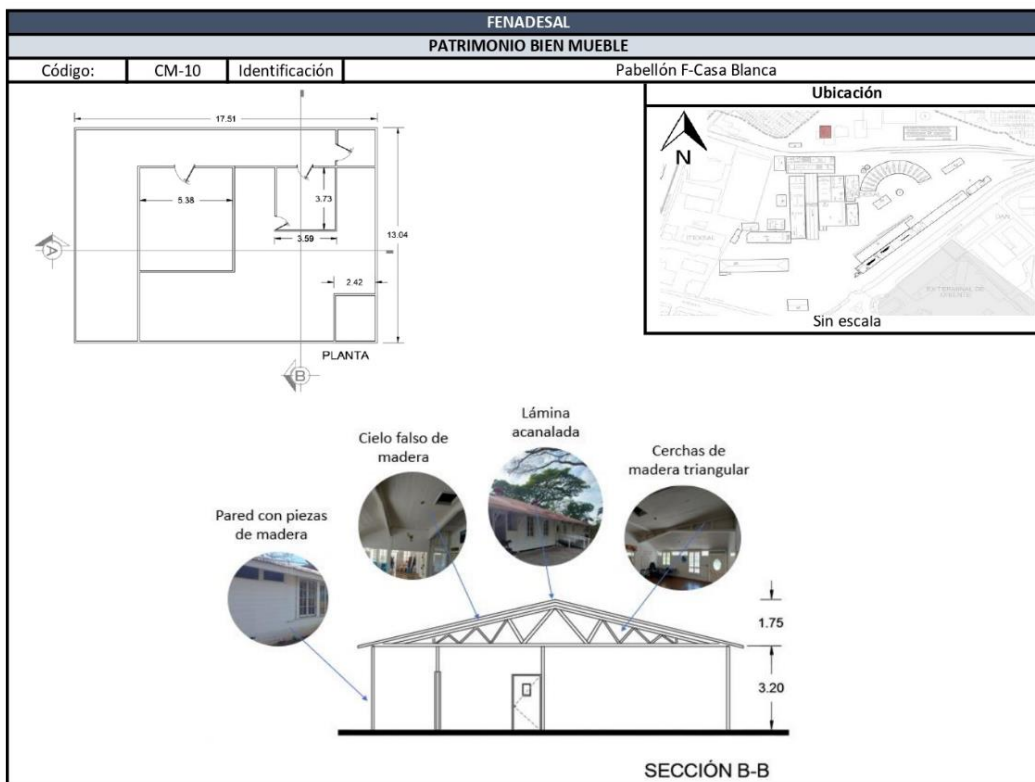 FENADESAL
PATRIMONIO BIEN MUEBLE
Código: CM-10 Identificación Pabellón F-Casa Blanca
Ubicación
N
Sin escala
17.51
5.38
3.73
3.59
13.04
2.42
A
PLANTA
B
Lámina
acanalada
Cielo falso de
madera
Cerchas de
madera triangular
Pared con piezas
de madera
1.75
3.20
SECCIÓN B-B